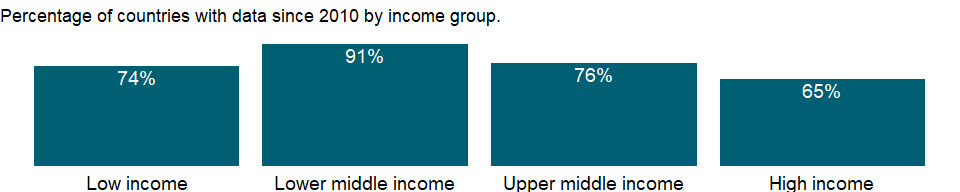 Percentage of countries with data since 2010 by income group.
74%
91%
76%
65%
Low income
Lower middle income
Upper middle income
High income